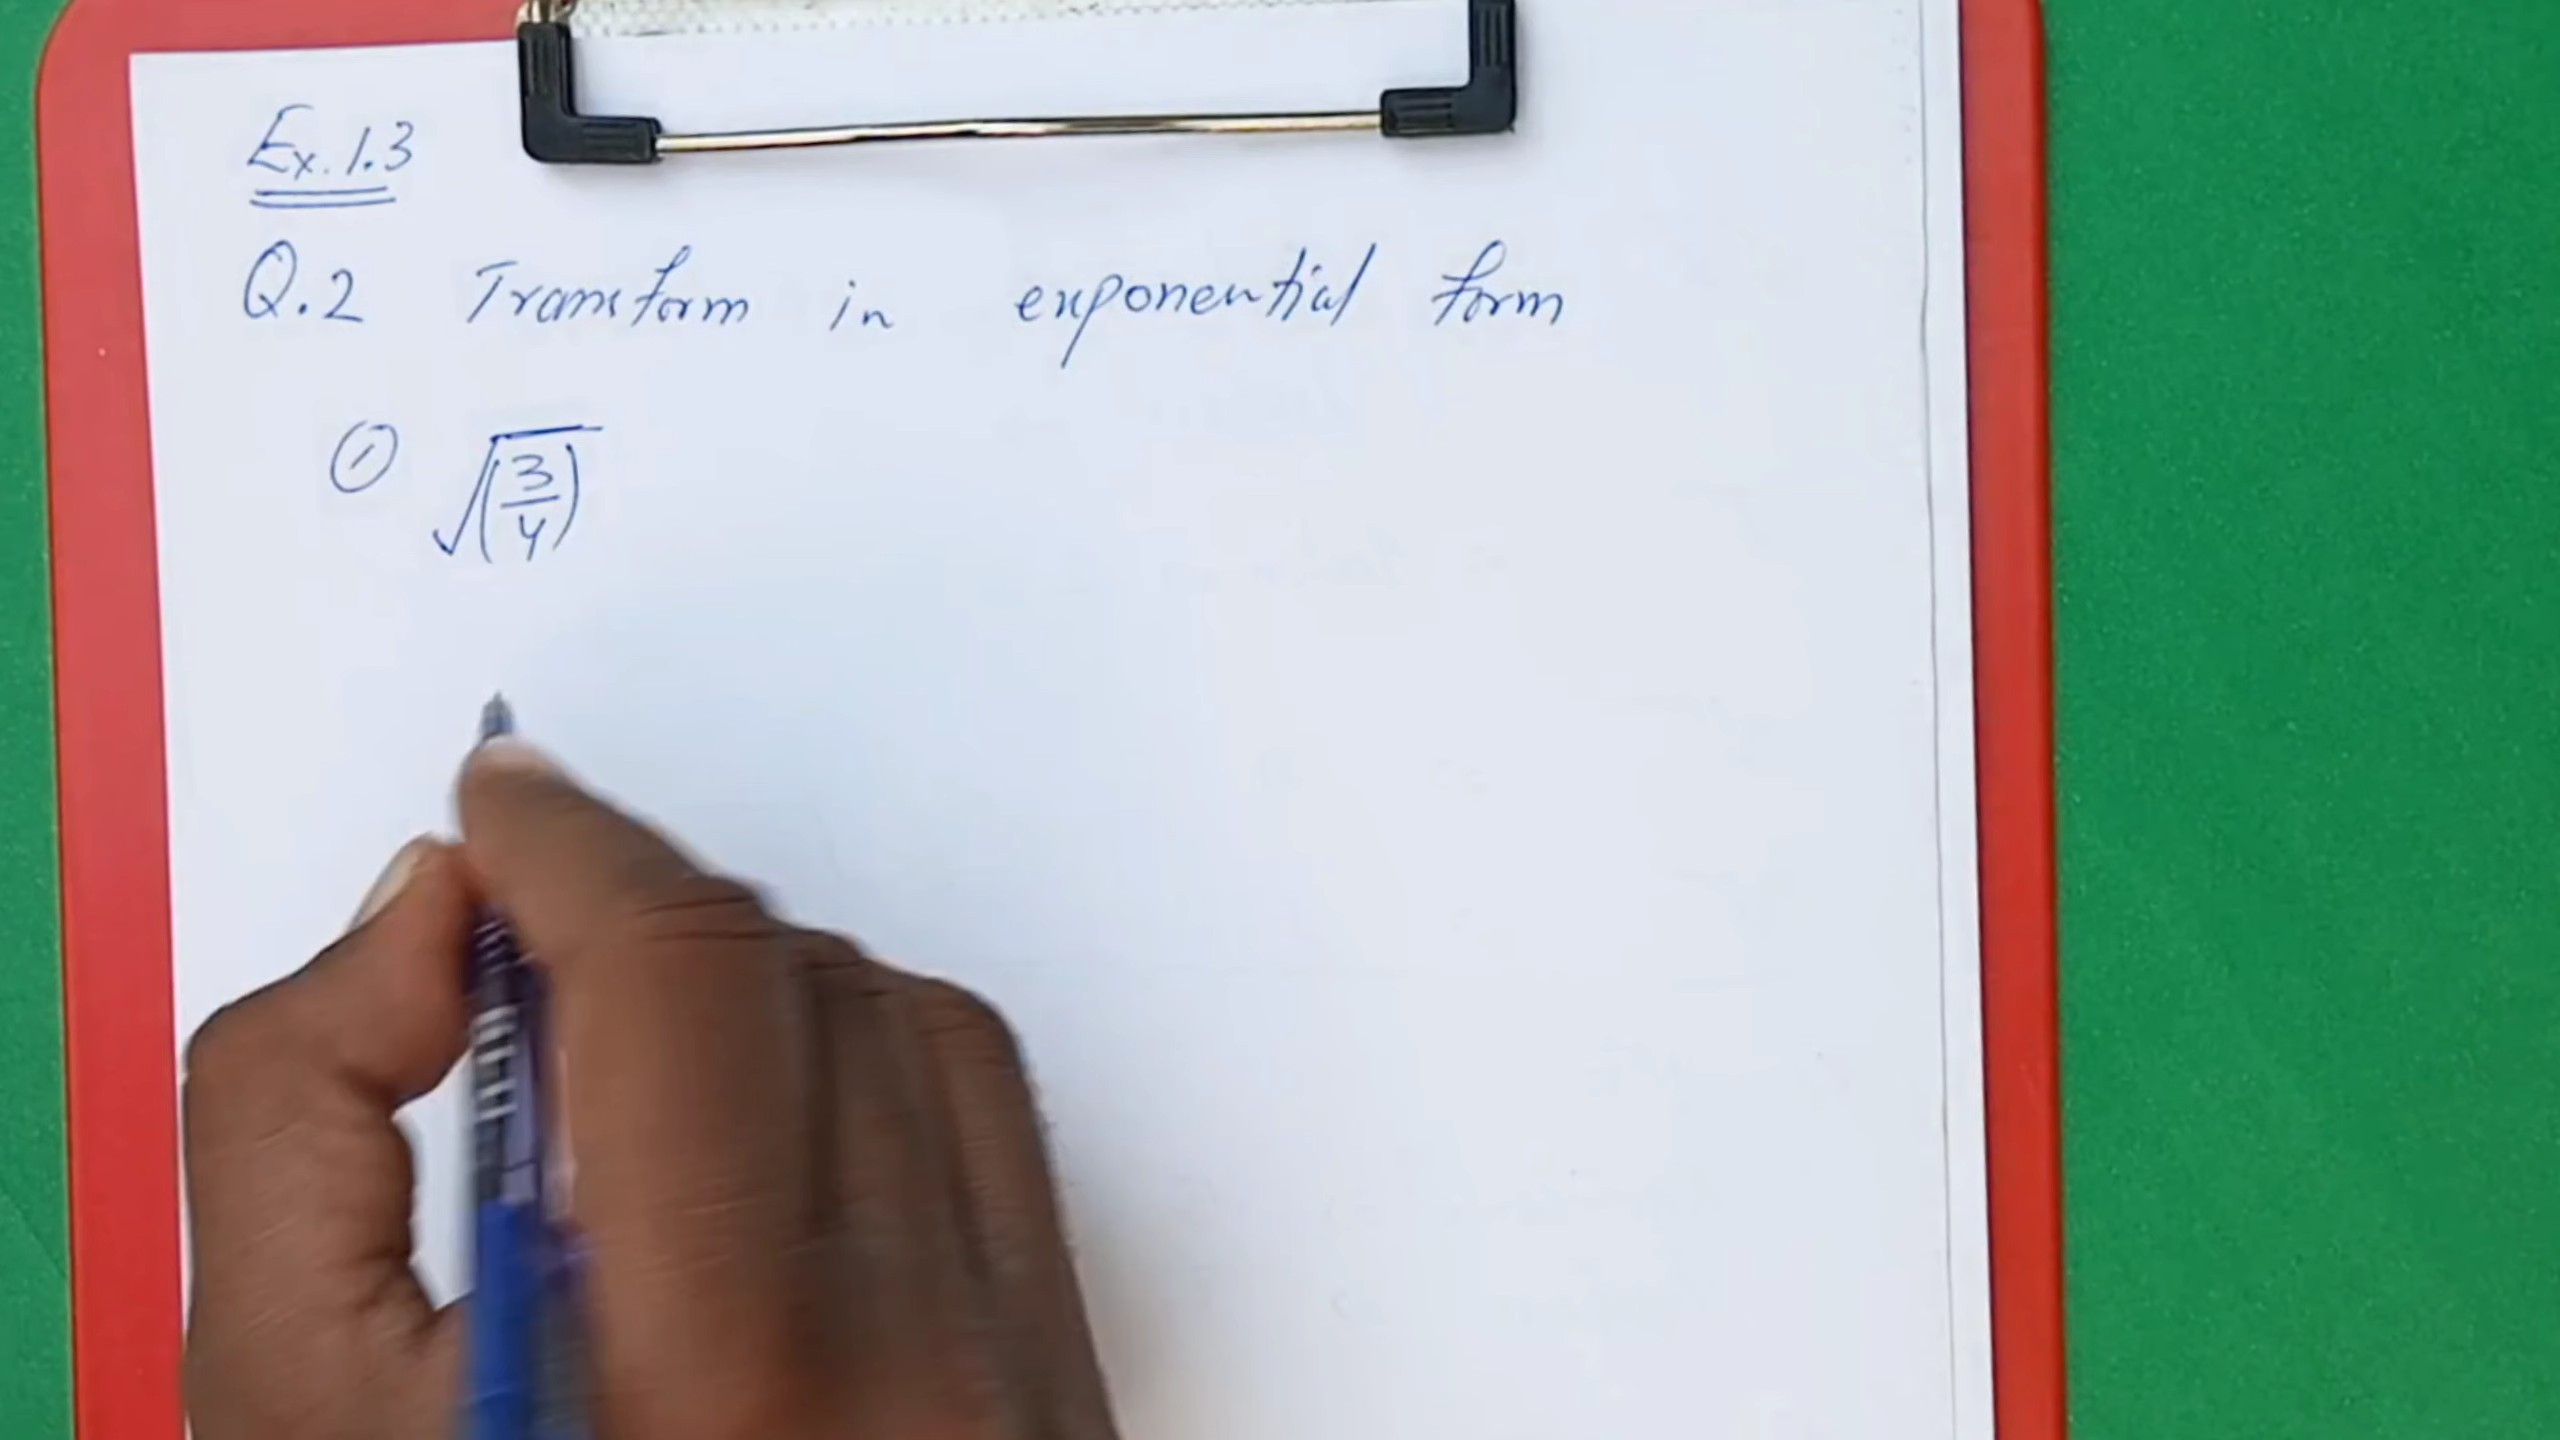 Ex. 1.3
Q.2 Transform in exponential form
① √(3/4)